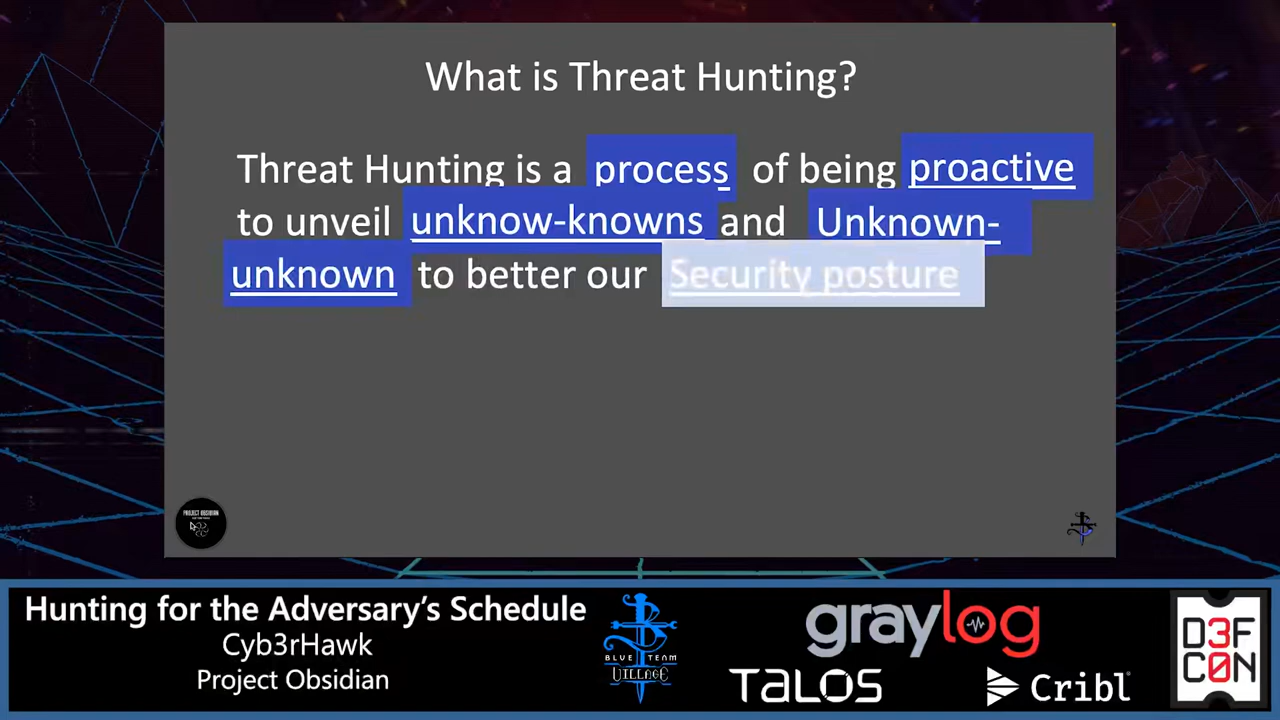 What is Threat Hunting?
Threat Hunting is a process of being proactive
to unveil unknow-knowns and Unknown-
unknown to better our Security posture
PROJECT OBSIDIAN
Hunting for the Adversary's Schedule
Cyb3rHawk
Project Obsidian
BLUE TEAM
VILLAGE
graylog
TALOS
Cribl
D3F
C0N